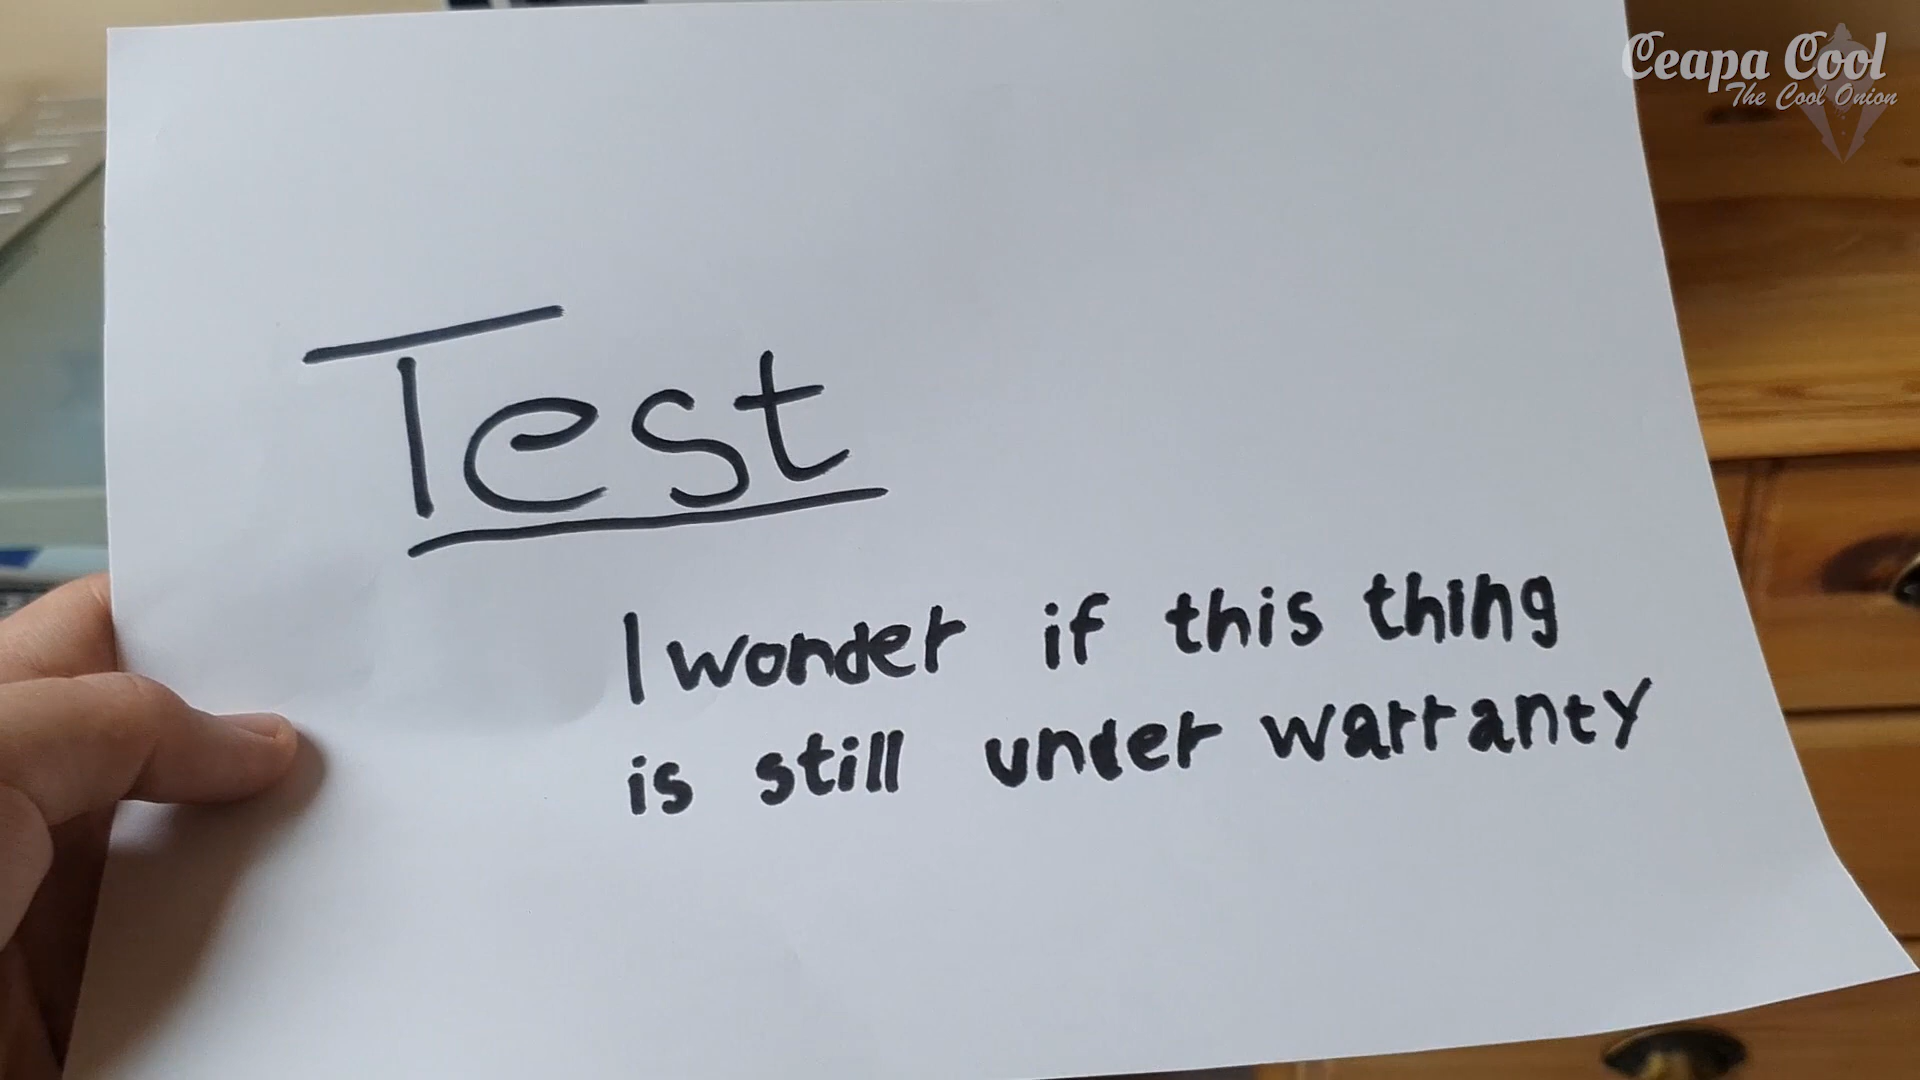 Ceapa Cool
The Cool Onion
Test
I wonder if this thing
is still under warranty